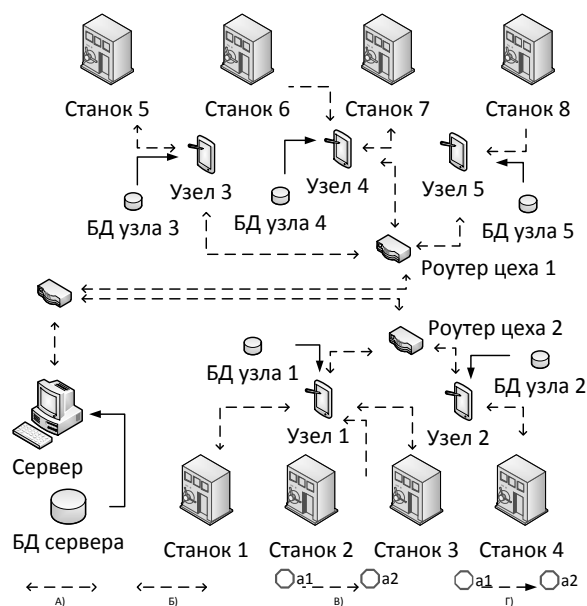 Станок 5 Станок 6 Станок 7 Станок 8
Узел 3 Узел 4 Узел 5
БД узла 3 БД узла 4 БД узла 5
Роутер цеха 1
Роутер цеха 2
БД узла 1 БД узла 2
Узел 1 Узел 2
Сервер
Станок 1 Станок 2 Станок 3 Станок 4
БД сервера
а1 а2 а1 а2
А) Б) В) Г)